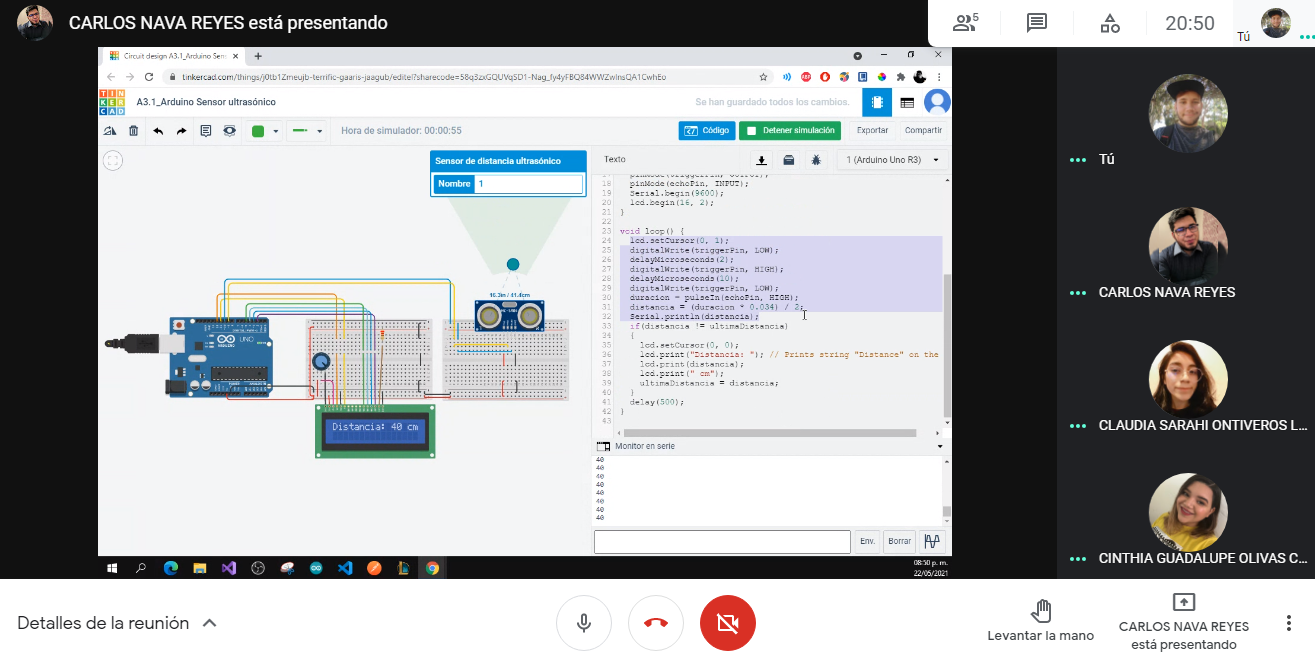 CARLOS NAVA REYES está presentando
5
20:50
Tú
Circuit design A3.1_Arduino Sen
tinkercad.com/things/j0tb1Zmeujb-terrific-gaaris-jaagub/editel?sharecode=
TIN
KER
CAD
A3.1_Arduino Sensor ultrasónico
Se han guardado todos los cambios.
Hora de simulador: 00:00:55
Código
Detener simulación
Exportar
Compartir
Sensor de distancia ultrasónico
Nombre 1
Texto
1 (Arduino Uno R3)
18 pinMode(echoPin, INPUT);
19 Serial.begin(9600);
20 lcd.begin(16, 2);
21 }
22
23 void loop() {
24 lcd.setCursor(0, 1);
25 digitalWrite(triggerPin, LOW);
26 delayMicroseconds(2);
27 digitalWrite(triggerPin, HIGH);
28 delayMicroseconds(10);
29 digitalWrite(triggerPin, LOW);
30 duracion = pulseIn(echoPin, HIGH);
31 distancia = (duracion * 0.034) / 2;
32 Serial.println(distancia);
33 if(distancia != ultimaDistancia)
34 {
35 lcd.setCursor(0, 0);
36 lcd.print("Distancia: "); // Prints string "Distance" on the
37 lcd.print(distancia);
38 lcd.print(" cm");
39 ultimaDistancia = distancia;
40 }
41 delay(500);
42 }
43
16.3in / 41.4cm
UNO
ARDUINO
Distancia: 40 cm
Monitor en serie
40
40
40
40
40
40
40
40
Env.
Borrar
08:50 p. m.
22/05/2021
Tú
CARLOS NAVA REYES
CLAUDIA SARAHI ONTIVEROS L...
CINTHIA GUADALUPE OLIVAS C...
Detalles de la reunión
Levantar la mano
CARLOS NAVA REYES
está presentando